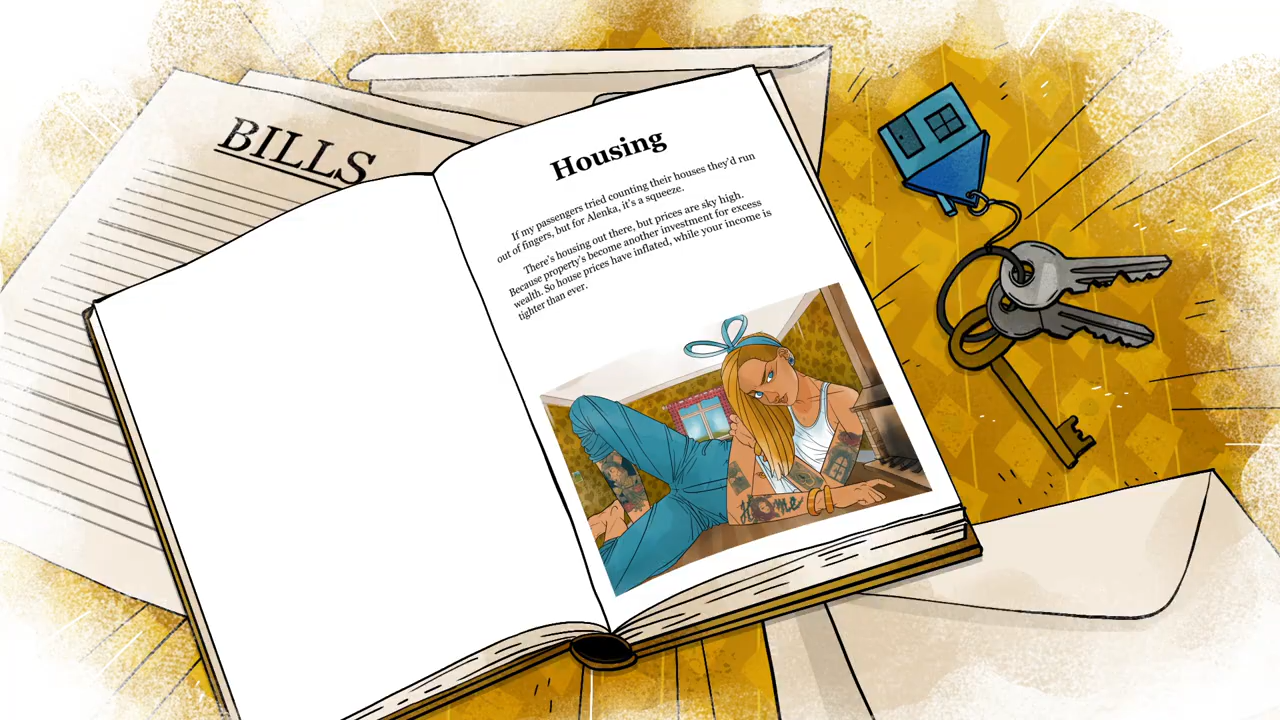 BILLS
Housing
If my passengers tried counting their houses they'd run
out of fingers, but for Alenka, it's a squeeze.
There's housing out there, but prices are sky high.
Because property's become another investment for excess
wealth. So house prices have inflated, while your income is
tighter than ever.
Home